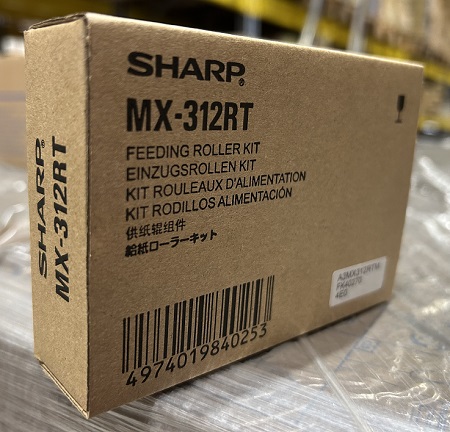 SHARP
MX-312RT
SHARP®
MX-312RT
FEEDING ROLLER KIT
EINZUGSROLLEN KIT
KIT ROULEAUX D'ALIMENTATION
KIT RODILLOS ALIMENTACIÓN
供纸辊组件
給紙ローラーキット
4974019840253